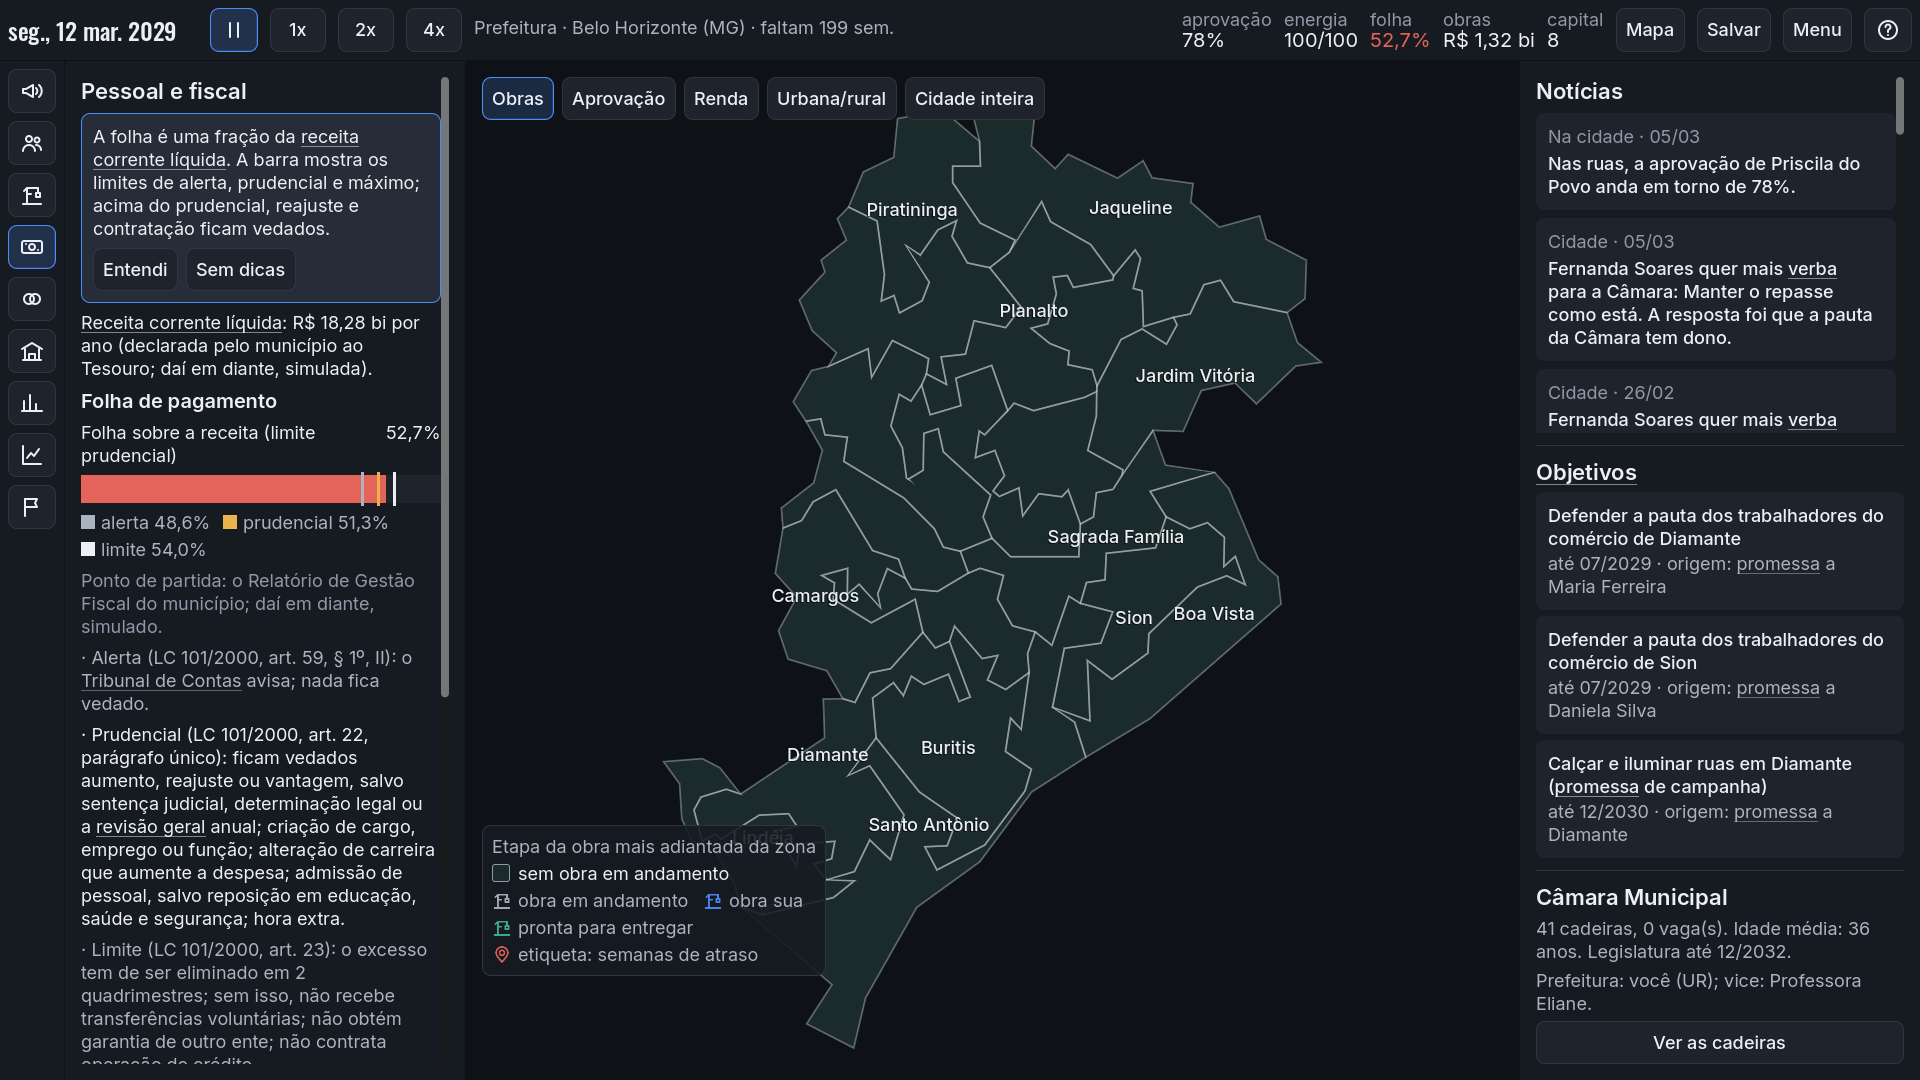 seg., 12 mar. 2029
1x
2x
4x
Prefeitura · Belo Horizonte (MG) · faltam 199 sem.
aprovação
78%
energia
100/100
folha
52,7%
obras
R$ 1,32 bi
capital
8
Mapa
Salvar
Menu
Pessoal e fiscal
A folha é uma fração da receita
corrente líquida. A barra mostra os
limites de alerta, prudencial e máximo;
acima do prudencial, reajuste e
contratação ficam vedados.
Entendi
Sem dicas
Receita corrente líquida: R$ 18,28 bi por
ano (declarada pelo município ao
Tesouro; daí em diante, simulada).
Folha de pagamento
Folha sobre a receita (limite
prudencial)
52,7%
alerta 48,6%
prudencial 51,3%
limite 54,0%
Ponto de partida: o Relatório de Gestão
Fiscal do município; daí em diante,
simulado.
· Alerta (LC 101/2000, art. 59, § 1º, II): o
Tribunal de Contas avisa; nada fica
vedado.
· Prudencial (LC 101/2000, art. 22,
parágrafo único): ficam vedados
aumento, reajuste ou vantagem, salvo
sentença judicial, determinação legal ou
a revisão geral anual; criação de cargo,
emprego ou função; alteração de carreira
que aumente a despesa; admissão de
pessoal, salvo reposição em educação,
saúde e segurança; hora extra.
· Limite (LC 101/2000, art. 23): o excesso
tem de ser eliminado em 2
quadrimestres; sem isso, não recebe
transferências voluntárias; não obtém
garantia de outro ente; não contrata
operação de crédito.
Obras
Aprovação
Renda
Urbana/rural
Cidade inteira
Piratininga
Jaqueline
Planalto
Jardim Vitória
Sagrada Família
Camargos
Sion
Boa Vista
Diamante
Buritis
Santo Antônio
Lindéia
Etapa da obra mais adiantada da zona
sem obra em andamento
obra em andamento
obra sua
pronta para entregar
etiqueta: semanas de atraso
Notícias
Na cidade · 05/03
Nas ruas, a aprovação de Priscila do
Povo anda em torno de 78%.
Cidade · 05/03
Fernanda Soares quer mais verba
para a Câmara: Manter o repasse
como está. A resposta foi que a pauta
da Câmara tem dono.
Cidade · 26/02
Fernanda Soares quer mais verba
Objetivos
Defender a pauta dos trabalhadores do
comércio de Diamante
até 07/2029 · origem: promessa a
Maria Ferreira
Defender a pauta dos trabalhadores do
comércio de Sion
até 07/2029 · origem: promessa a
Daniela Silva
Calçar e iluminar ruas em Diamante
(promessa de campanha)
até 12/2030 · origem: promessa a
Diamante
Câmara Municipal
41 cadeiras, 0 vaga(s). Idade média: 36
anos. Legislatura até 12/2032.
Prefeitura: você (UR); vice: Professora
Eliane.
Ver as cadeiras